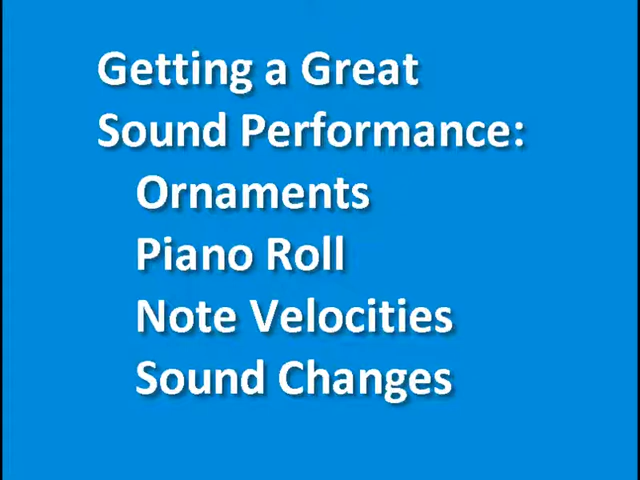 Getting a Great
Sound Performance:
Ornaments
Piano Roll
Note Velocities
Sound Changes